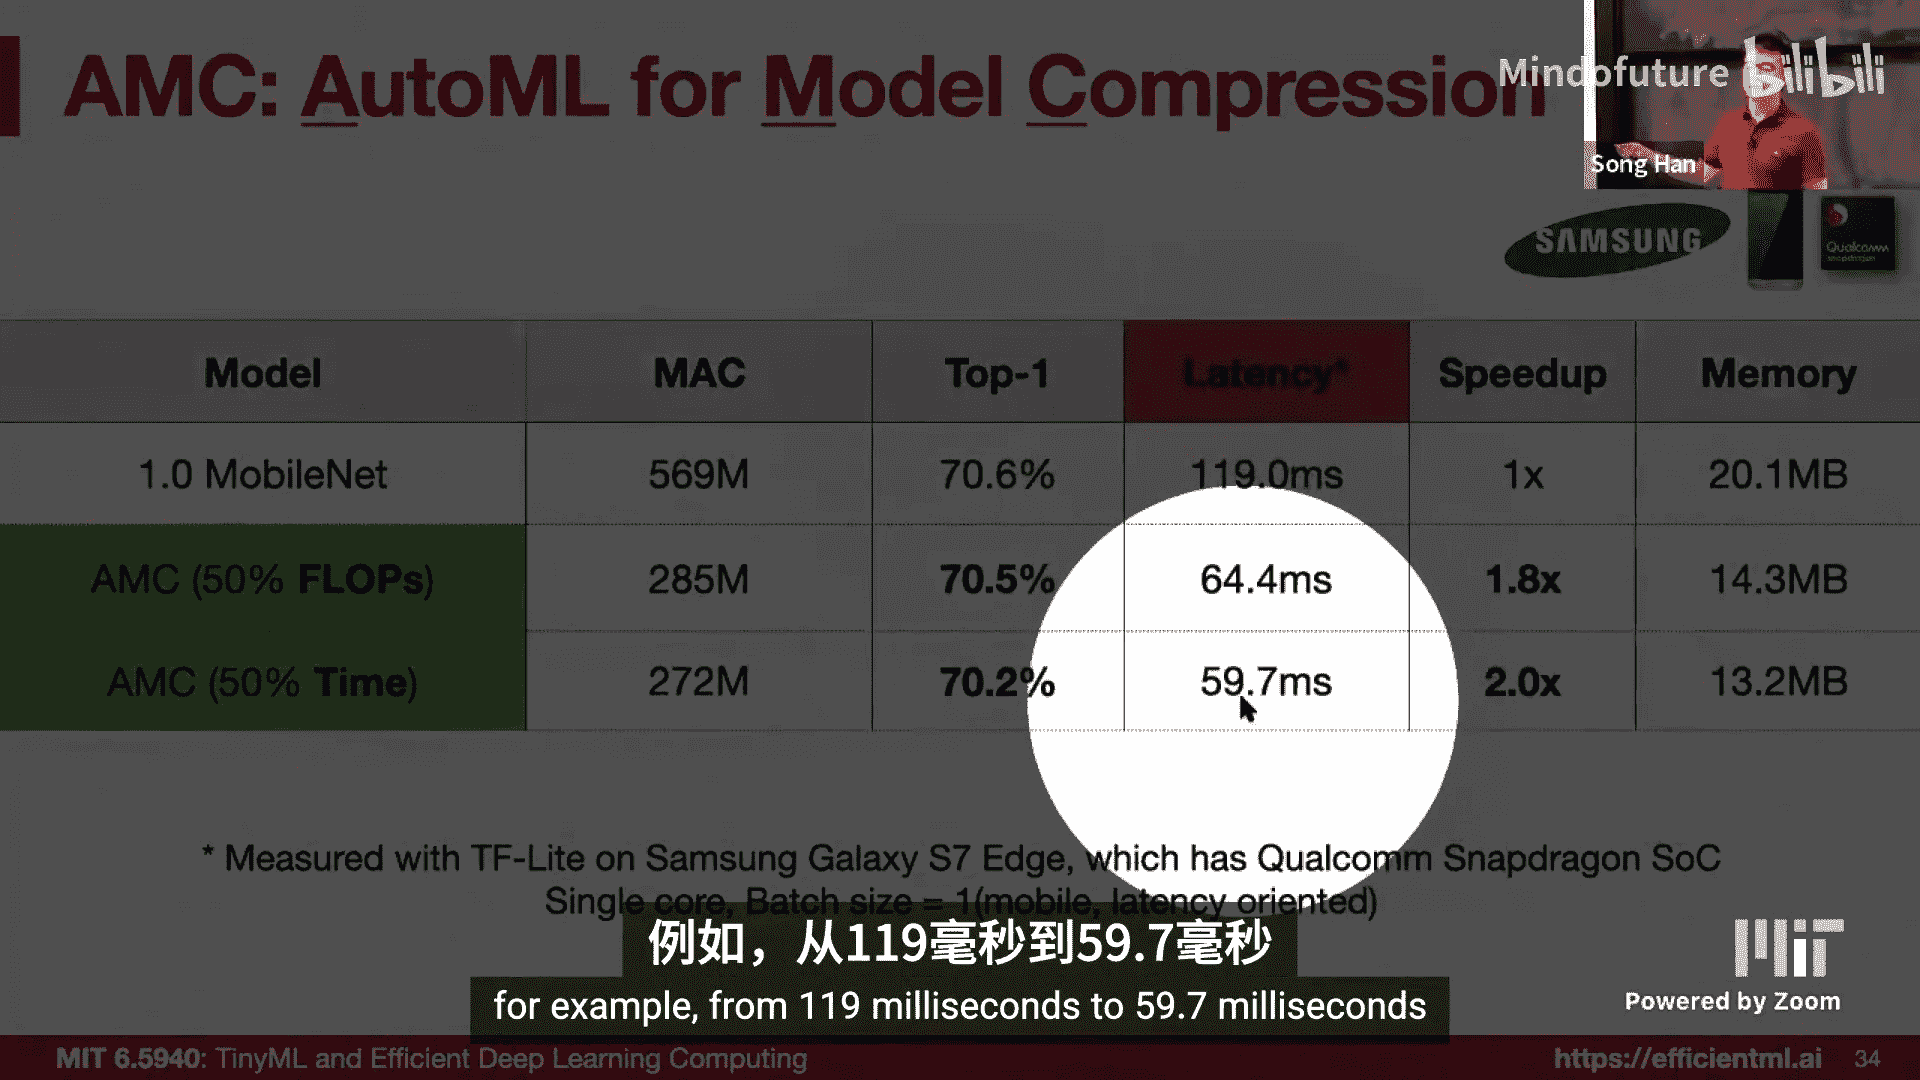 AMC: AutoML for Model Compression
Mindofuture bilibili
Song Han
SAMSUNG
Qualcomm
snapdragon
Model MAC Top-1 Latency* Speedup Memory
1.0 MobileNet 569M 70.6% 119.0ms 1x 20.1MB
AMC (50% FLOPs) 285M 70.5% 64.4ms 1.8x 14.3MB
AMC (50% Time) 272M 70.2% 59.7ms 2.0x 13.2MB
* Measured with TF-Lite on Samsung Galaxy S7 Edge, which has Qualcomm Snapdragon SoC
Single core, Batch size = 1(mobile, latency oriented)
例如，从119毫秒到59.7毫秒
for example, from 119 milliseconds to 59.7 milliseconds
MIT
Powered by Zoom
MIT 6.5940: TinyML and Efficient Deep Learning Computing
https://efficientml.ai 34